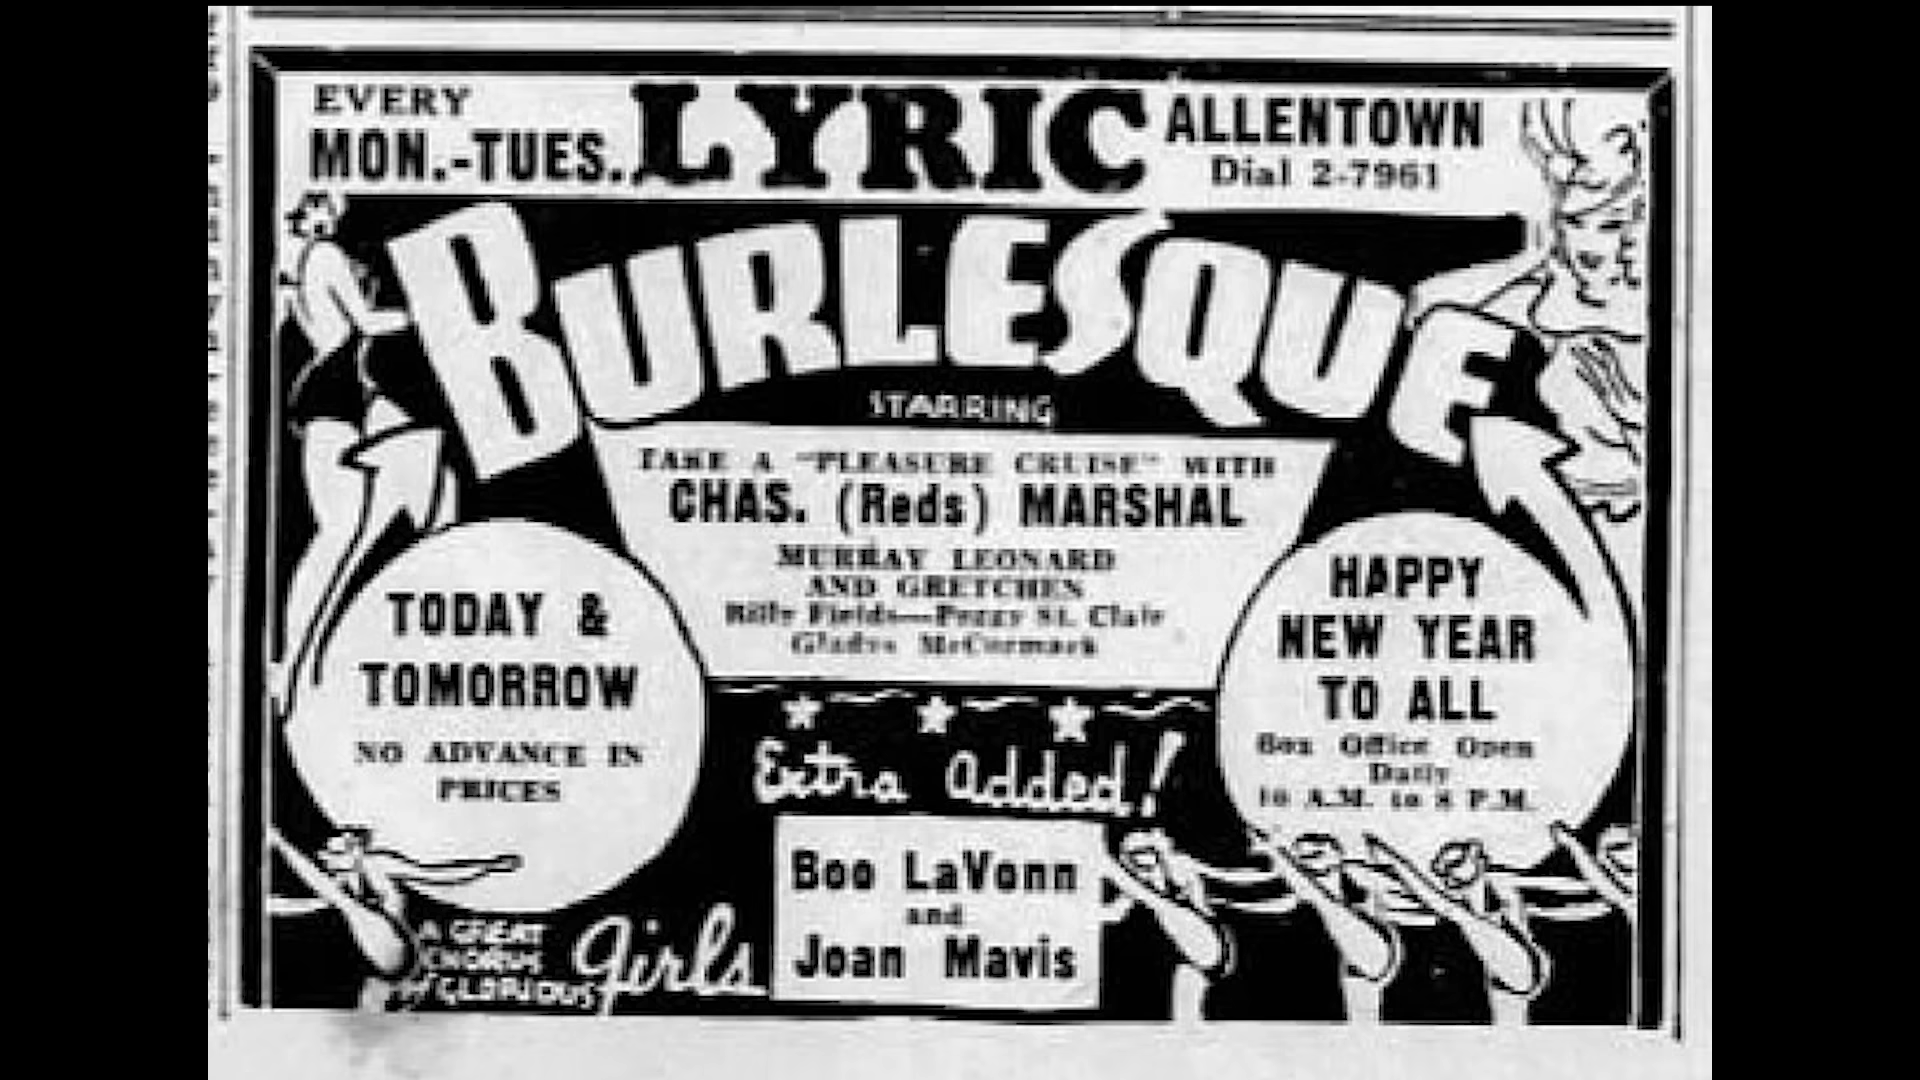 EVERY
MON.-TUES.
LYRIC
ALLENTOWN
Dial 2-7961
BURLESQUE
STARRING
TAKE A "PLEASURE CRUISE" WITH
CHAS. (Reds) MARSHAL
MURRAY LEONARD
AND GRETCHEN
Billy Fields—Peggy St. Clair
Gladys McCormack
TODAY &
TOMORROW
NO ADVANCE IN
PRICES
HAPPY
NEW YEAR
TO ALL
Box Office Open
Daily
10 A.M. to 8 P.M.
Extra Added!
Boo LaVonn
and
Joan Mavis
A GREAT
CHORUS
OF GLORIOUS
Girls